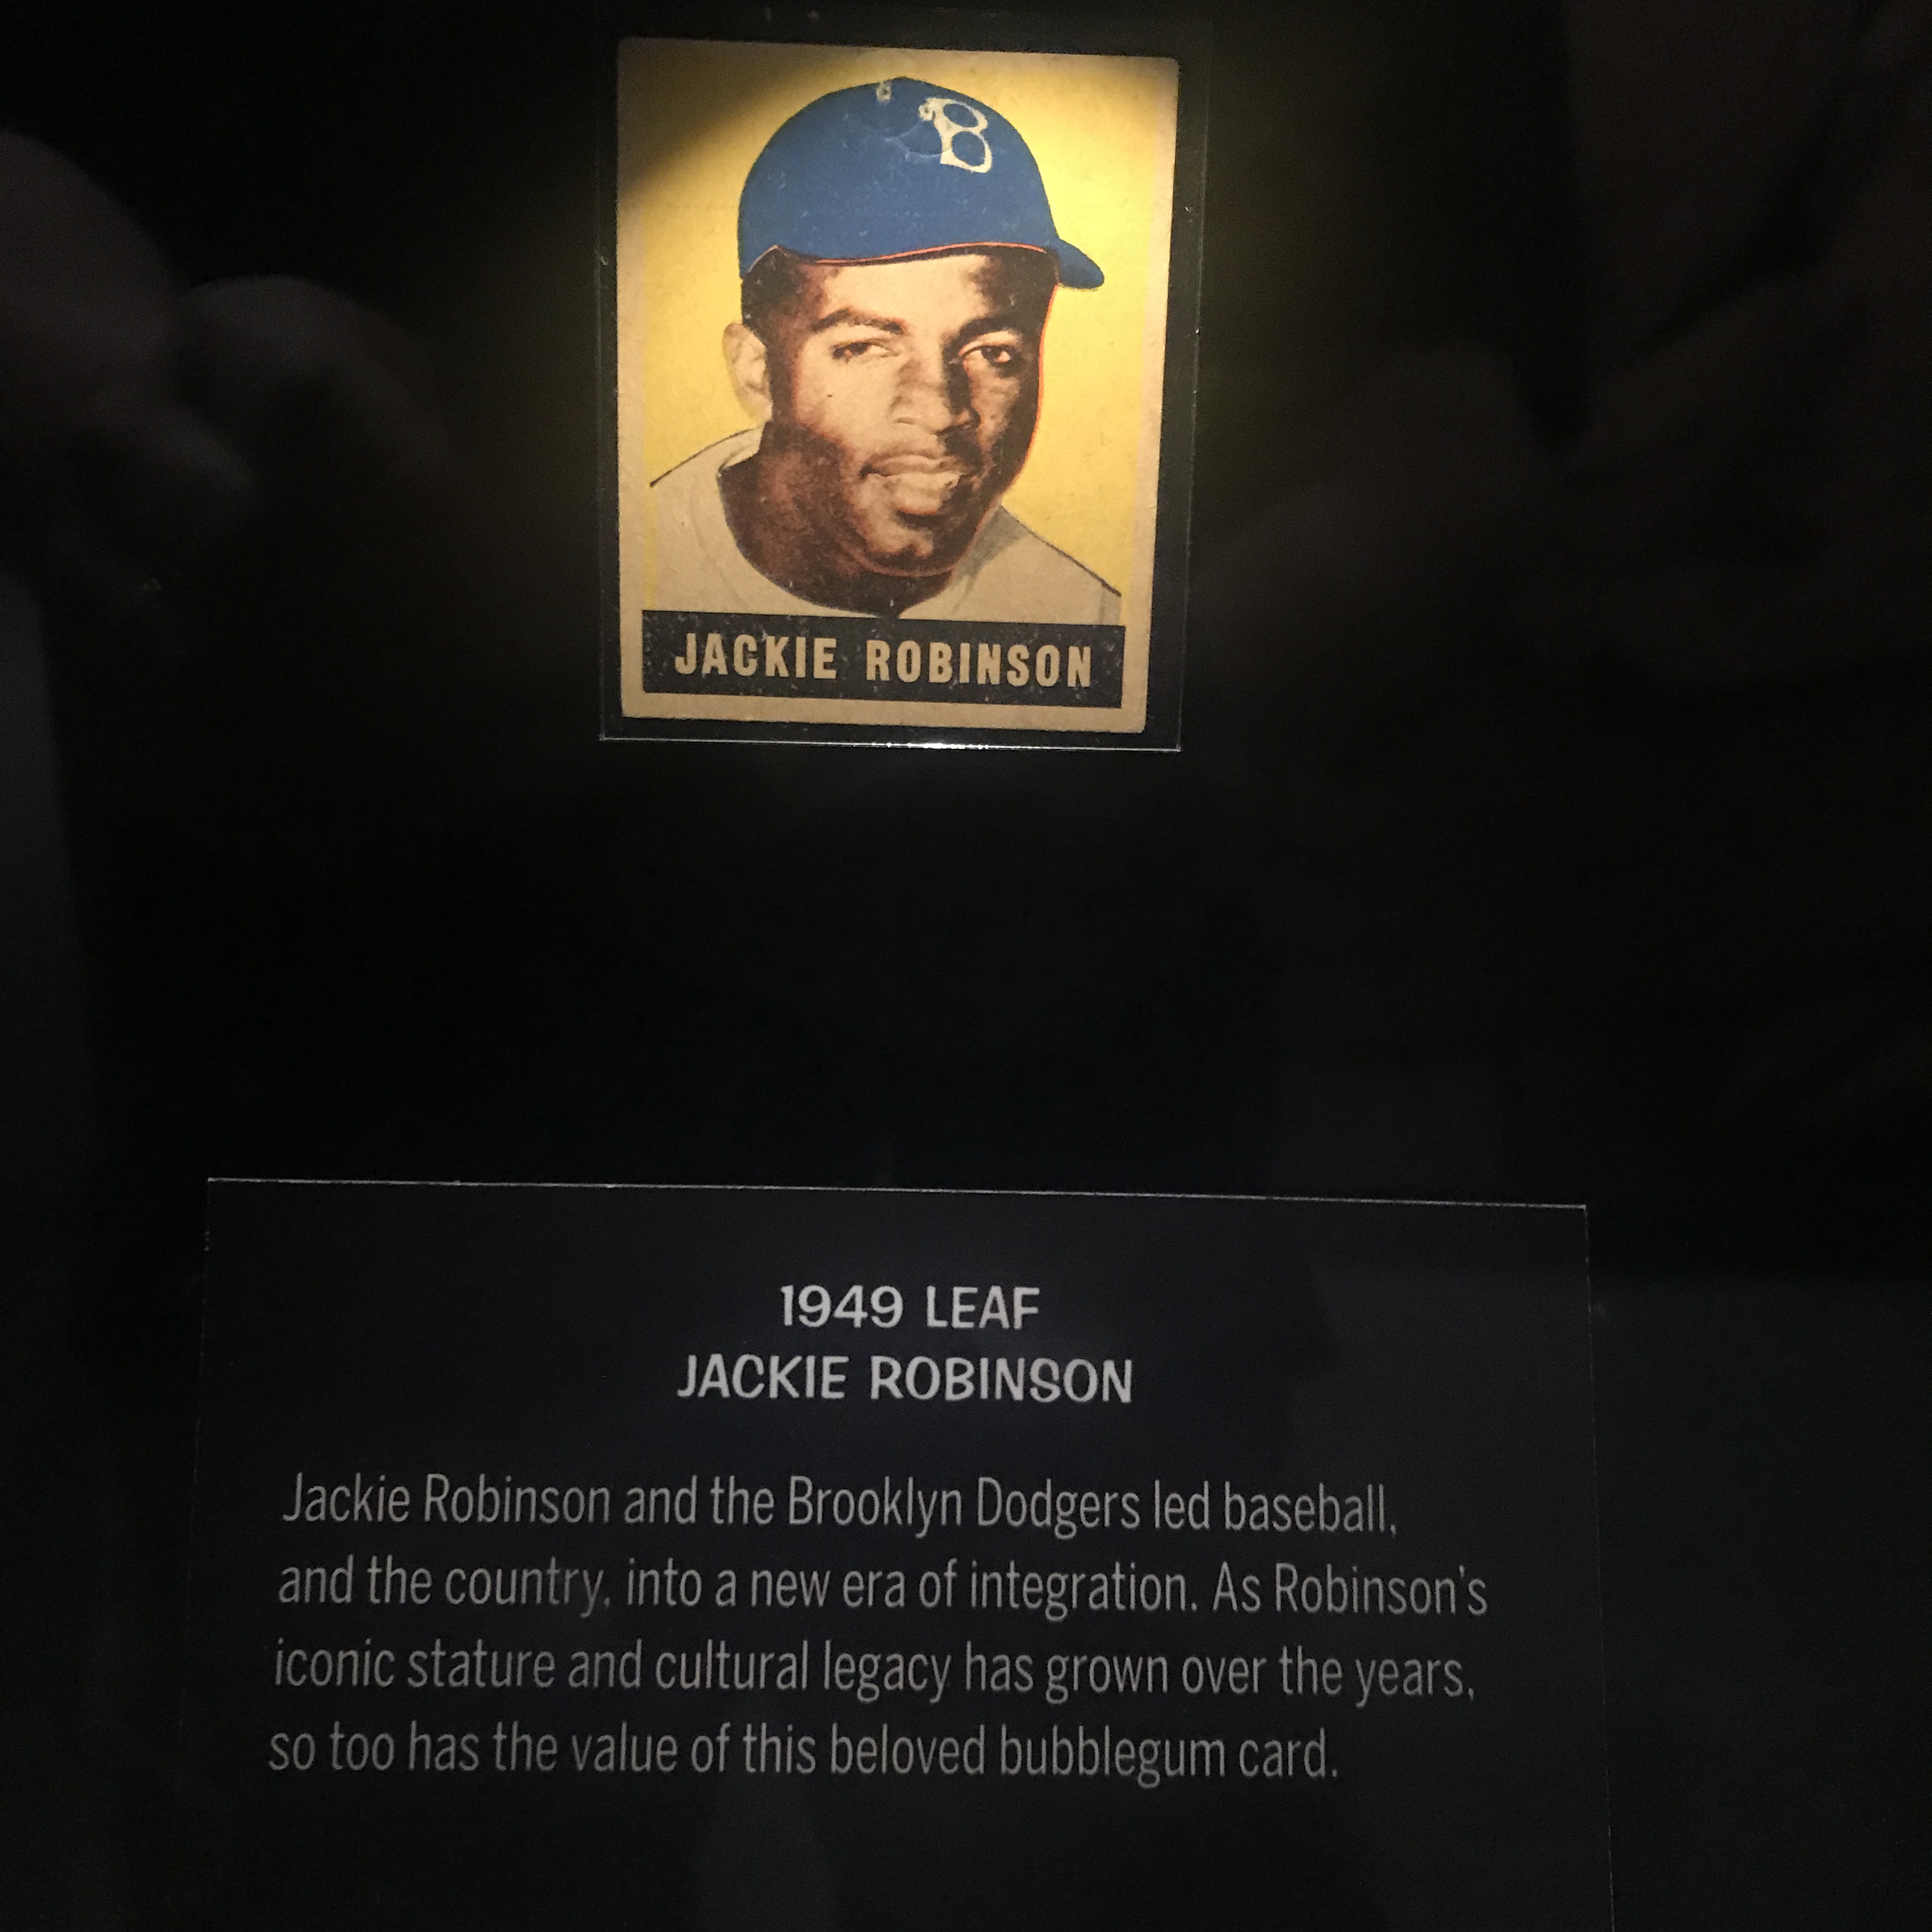 B
JACKIE ROBINSON
1949 LEAF
JACKIE ROBINSON
Jackie Robinson and the Brooklyn Dodgers led baseball,
and the country, into a new era of integration. As Robinson's
iconic stature and cultural legacy has grown over the years,
so too has the value of this beloved bubblegum card.